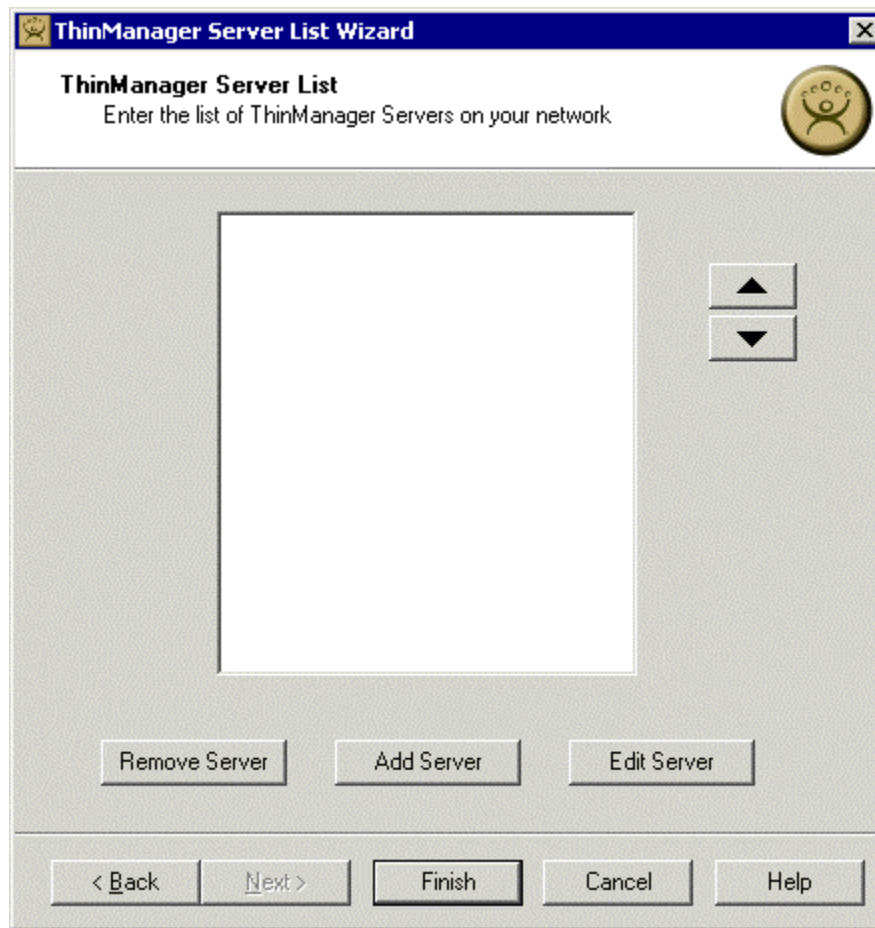 ThinManager Server List Wizard
ThinManager Server List
Enter the list of ThinManager Servers on your network
Remove Server
Add Server
Edit Server
< Back
Next >
Finish
Cancel
Help